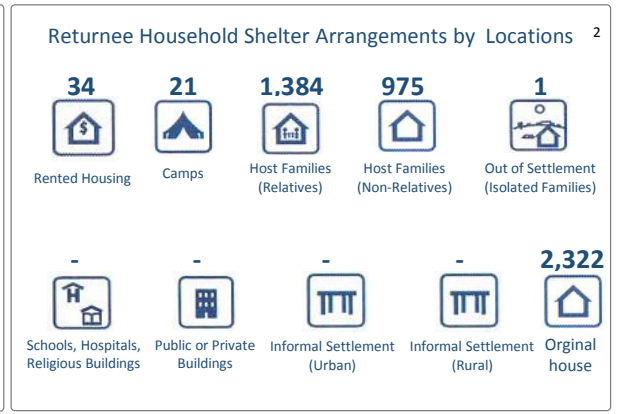 Returnee Household Shelter Arrangements by Locations 2
34 21 1,384 975 1
$
Rented Housing Camps Host Families (Relatives) Host Families (Non-Relatives) Out of Settlement (Isolated Families)
- - - - 2,322
H
Schools, Hospitals, Religious Buildings Public or Private Buildings Informal Settlement (Urban) Informal Settlement (Rural) Orginal house